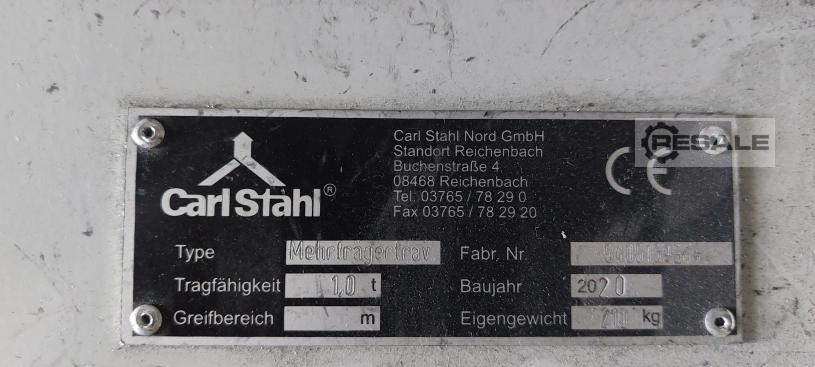 Carl Stahl®
Carl Stahl Nord GmbH
Standort Reichenbach
Buchenstraße 4
08468 Reichenbach
Tel. 03765 / 78 29 0
Fax 03765 / 78 29 20
CE
RESALE
Type Mehrträgertrav
Fabr. Nr.
Tragfähigkeit 1,0 t
Baujahr 2020
Greifbereich m
Eigengewicht kg